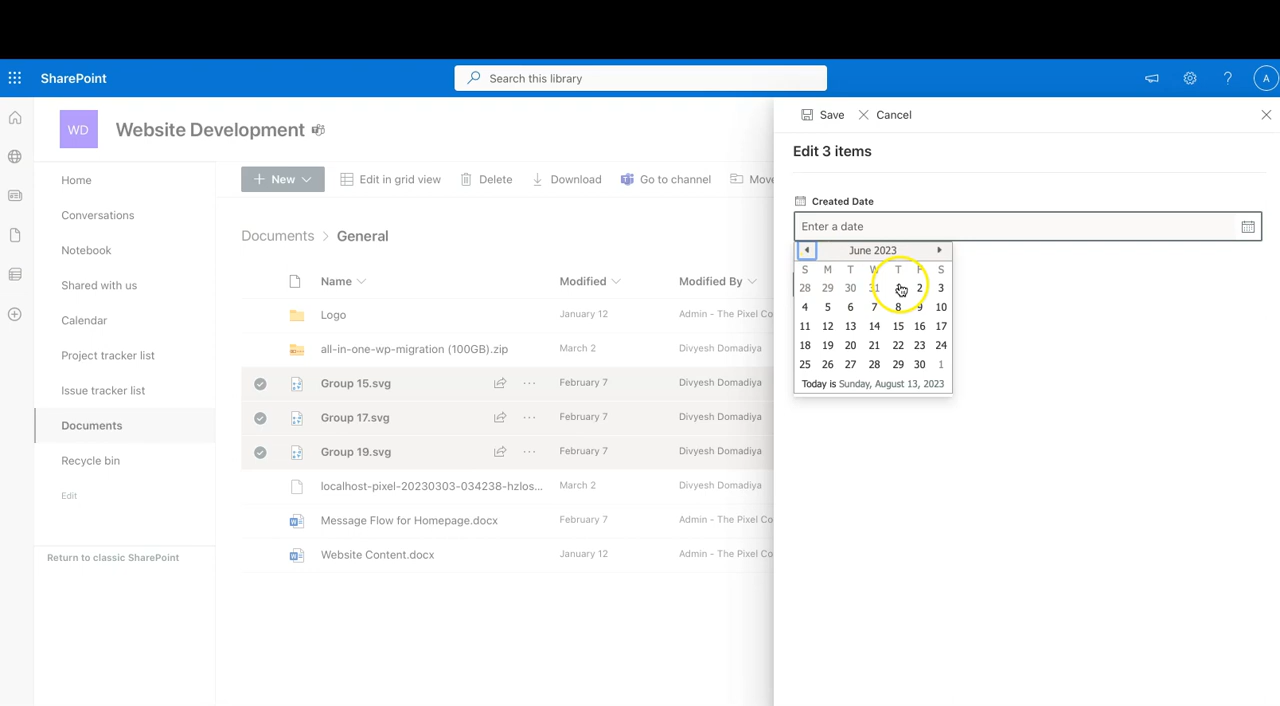 SharePoint
Search this library
?
A
WD
Website Development
Save
Cancel
Edit 3 items
Home
Conversations
Notebook
Shared with us
Calendar
Project tracker list
Issue tracker list
Documents
Recycle bin
Edit
Return to classic SharePoint
+ New
Edit in grid view
Delete
Download
Go to channel
Move
Documents > General
Name
Modified
Modified By
Logo
January 12
Admin - The Pixel Co
all-in-one-wp-migration (100GB).zip
March 2
Divyesh Domadiya
Group 15.svg
···
February 7
Divyesh Domadiya
Group 17.svg
···
February 7
Divyesh Domadiya
Group 19.svg
···
February 7
Divyesh Domadiya
localhost-pixel-20230303-034238-hzlos...
March 2
Divyesh Domadiya
Message Flow for Homepage.docx
February 7
Admin - The Pixel Co
Website Content.docx
January 12
Admin - The Pixel Co
Created Date
Enter a date
June 2023
S M T W T F S
28 29 30 31 2 3
4 5 6 7 8 9 10
11 12 13 14 15 16 17
18 19 20 21 22 23 24
25 26 27 28 29 30 1
Today is Sunday, August 13, 2023